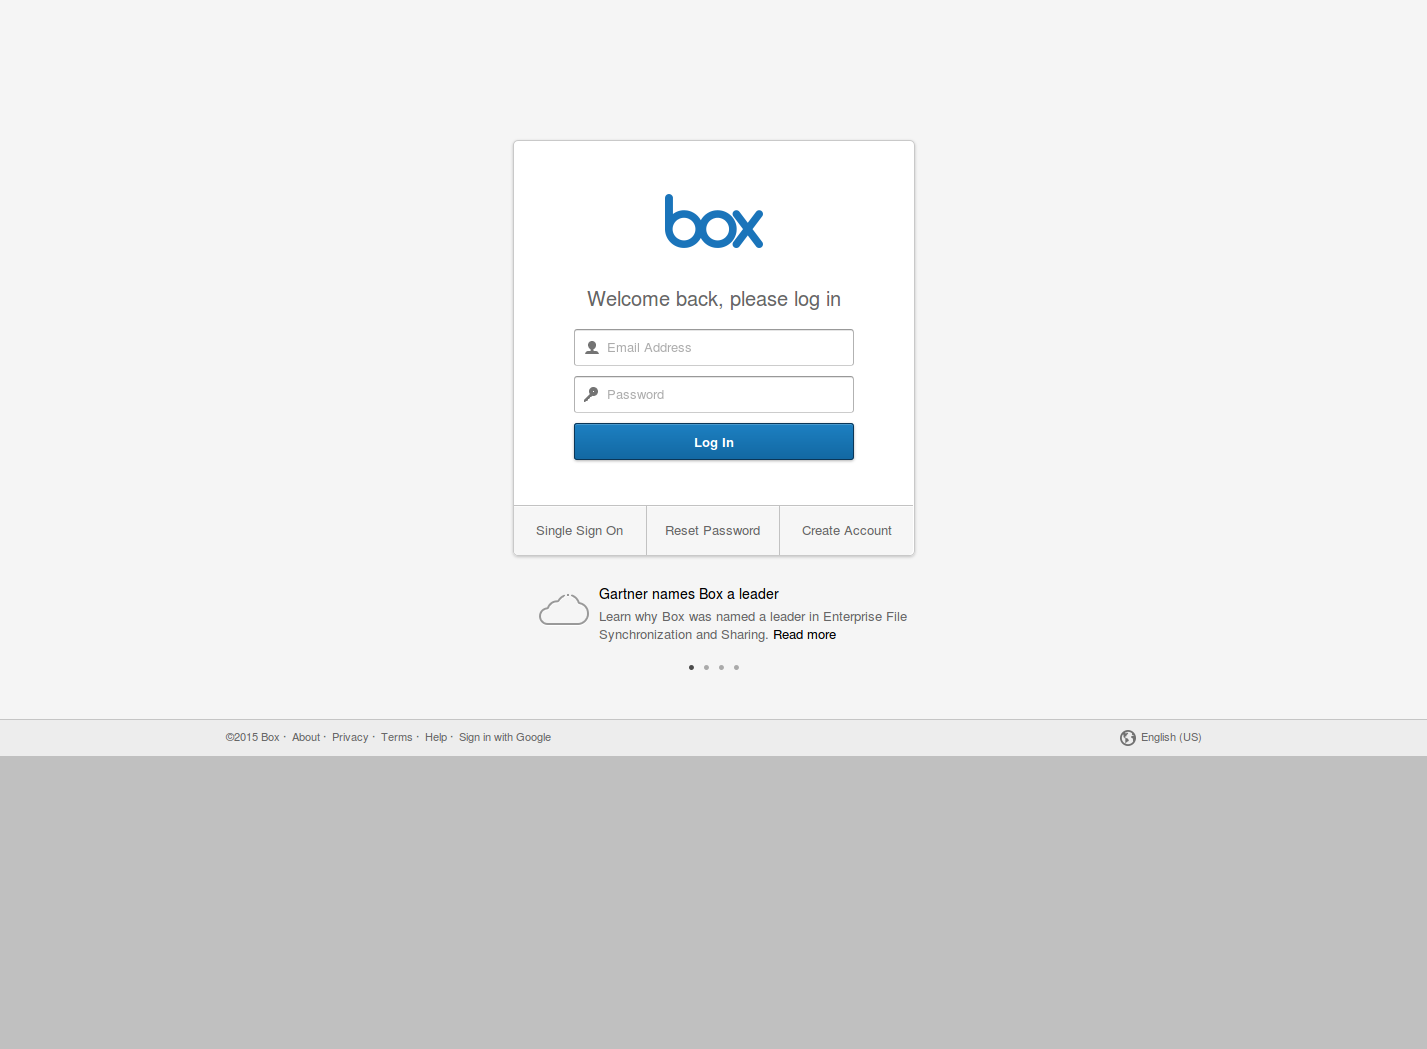 box
Welcome back, please log in
Email Address
Password
Log In
Single Sign On
Reset Password
Create Account
Gartner names Box a leader
Learn why Box was named a leader in Enterprise File
Synchronization and Sharing. Read more
©2015 Box · About · Privacy · Terms · Help · Sign in with Google
English (US)